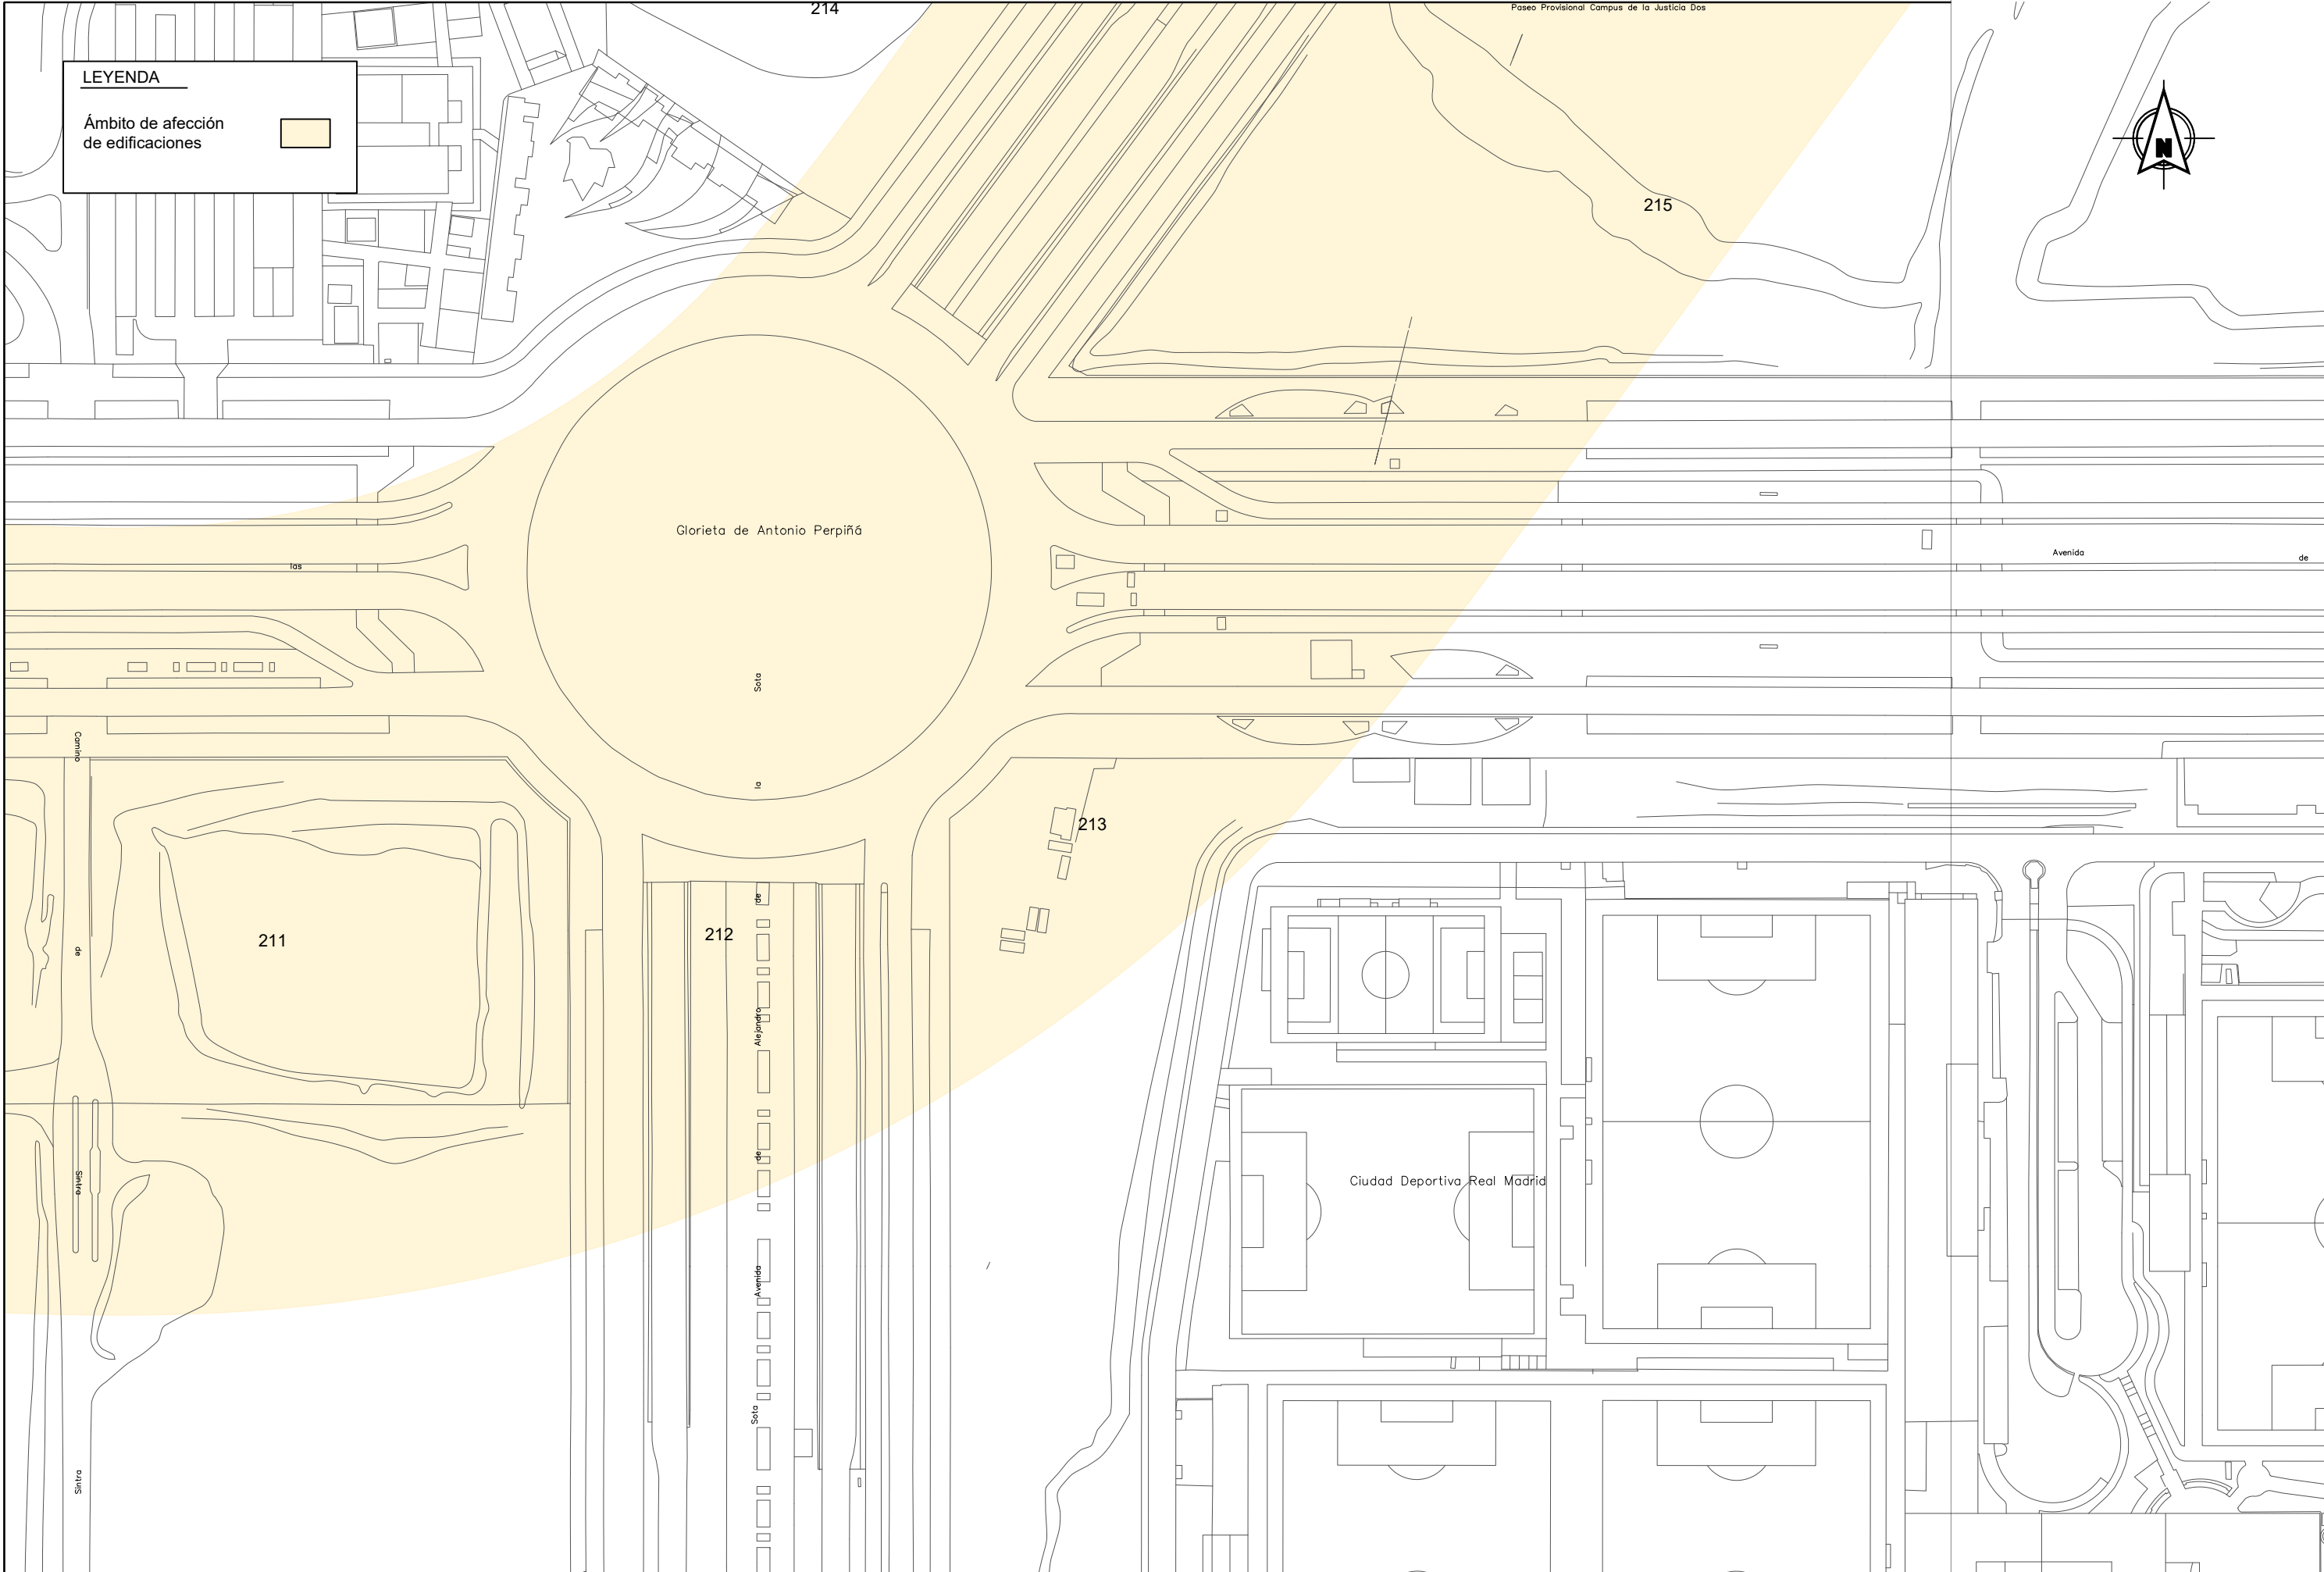 214
Paseo Provisional Campus de la Justicia Dos
LEYENDA
Ámbito de afección
de edificaciones
N
215
Glorieta de Antonio Perpiñá
Avenida
de
las
Sota
la
Camino
213
de
212
211
de
Alejandro
de
Sintra
Ciudad Deportiva Real Madrid
Avenida
Sota
Sintra